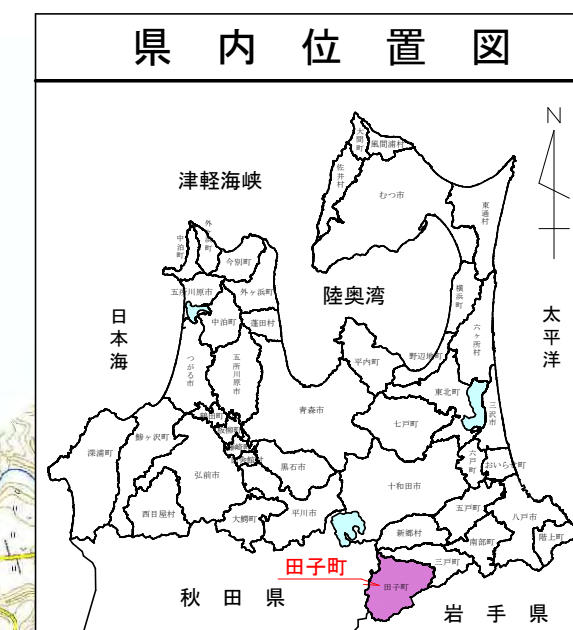 県内位置図
N
大間町
風間浦村
佐井村
むつ市
東通村
津軽海峡
外ヶ浜町
中泊町
今別町
五所川原市
外ヶ浜町
陸奥湾
横浜町
六ヶ所村
太平洋
日本海
中泊町
蓬田村
つがる市
五所川原市
平内町
野辺地町
東北町
三沢市
青森市
七戸町
深浦町
鰺ヶ沢町
弘前市
黒石市
六戸町
おいらせ町
十和田市
西目屋村
大鰐町
平川市
五戸町
八戸市
新郷村
南部町
階上町
田子町
三戸町
田子町
秋田県
岩手県